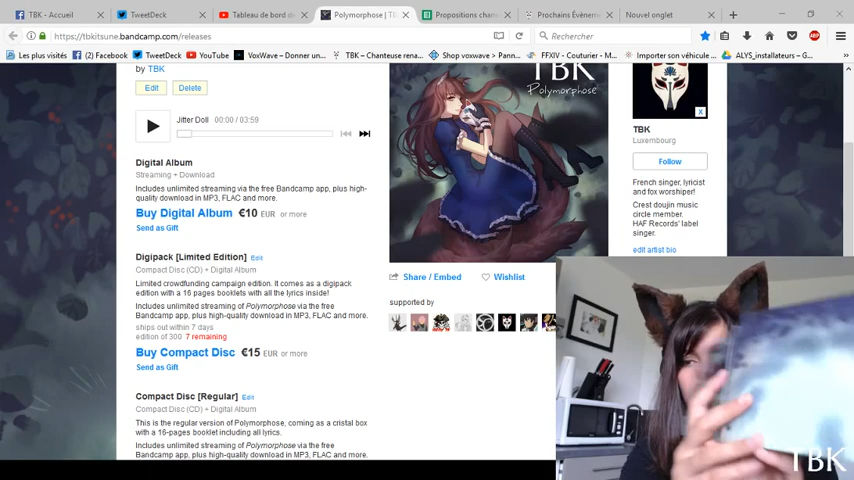 TBK - Accueil
TweetDeck
Tableau de bord de
Polymorphose | T
Propositions chan
Prochains Évènem
Nouvel onglet
https://tbkitsune.bandcamp.com/releases
Rechercher
Les plus visités
(2) Facebook
TweetDeck
YouTube
VoxWave – Donner un...
TBK – Chanteuse rena...
Shop voxwave > Pann...
FFXIV - Couturier - M...
Importer son véhicule ...
ALYS_installateurs – G...
by TBK
Edit
Delete
Jitter Doll 00:00 / 03:59
Digital Album
Streaming + Download
Includes unlimited streaming via the free Bandcamp app, plus high-
quality download in MP3, FLAC and more.
Buy Digital Album €10 EUR or more
Send as Gift
Digipack [Limited Edition] Edit
Compact Disc (CD) + Digital Album
Limited crowdfunding campaign edition. It comes as a digipack
edition with a 16 pages booklets with all the lyrics inside!
Includes unlimited streaming of Polymorphose via the free
Bandcamp app, plus high-quality download in MP3, FLAC and more.
ships out within 7 days
edition of 300 7 remaining
Buy Compact Disc €15 EUR or more
Send as Gift
Compact Disc [Regular] Edit
Compact Disc (CD) + Digital Album
This is the regular version of Polymorphose, coming as a cristal box
with a 16-pages booklet including all lyrics.
Includes unlimited streaming of Polymorphose via the free
Bandcamp app, plus high-quality download in MP3, FLAC and more.
TBK
Polymorphose
Share / Embed
Wishlist
supported by
X
TBK
Luxembourg
Follow
French singer, lyricist
and fox worshiper!
Crest doujin music
circle member.
HAF Records' label
singer.
edit artist bio
TBK